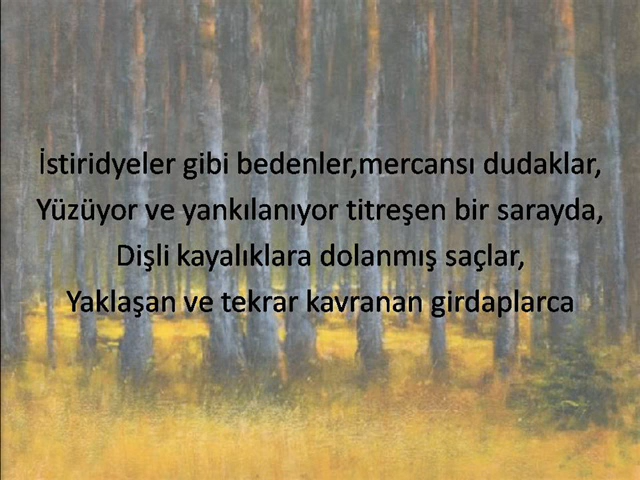 İstiridyeler gibi bedenler,mercansı dudaklar,
Yüzüyor ve yankılanıyor titreşen bir sarayda,
Dişli kayalıklara dolanmış saçlar,
Yaklaşan ve tekrar kavranan girdaplarca